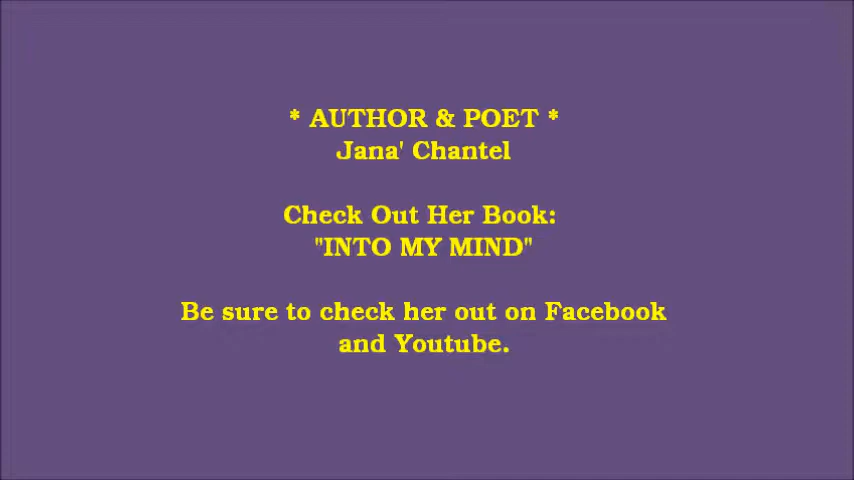 * AUTHOR & POET *
Jana' Chantel
Check Out Her Book:
"INTO MY MIND"
Be sure to check her out on Facebook
and Youtube.